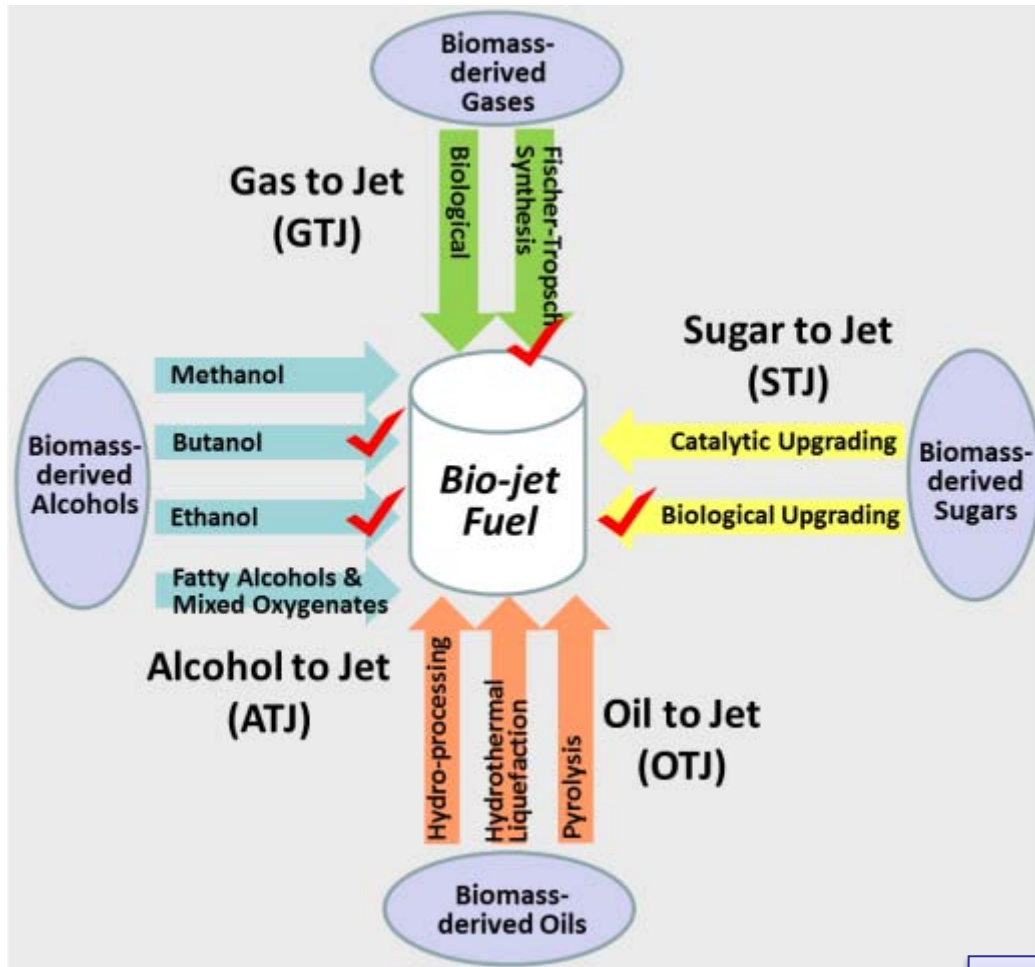 Biomass-
derived
Gases
Gas to Jet
(GTJ)
Biological
Fischer-Tropsch
Synthesis
Sugar to Jet
(STJ)
Methanol
Butanol
Ethanol
Fatty Alcohols &
Mixed Oxygenates
Biomass-
derived
Alcohols
Bio-jet
Fuel
Catalytic Upgrading
Biological Upgrading
Biomass-
derived
Sugars
Alcohol to Jet
(ATJ)
Hydro-processing
Hydrothermal
Liquefaction
Pyrolysis
Oil to Jet
(OTJ)
Biomass-
derived Oils